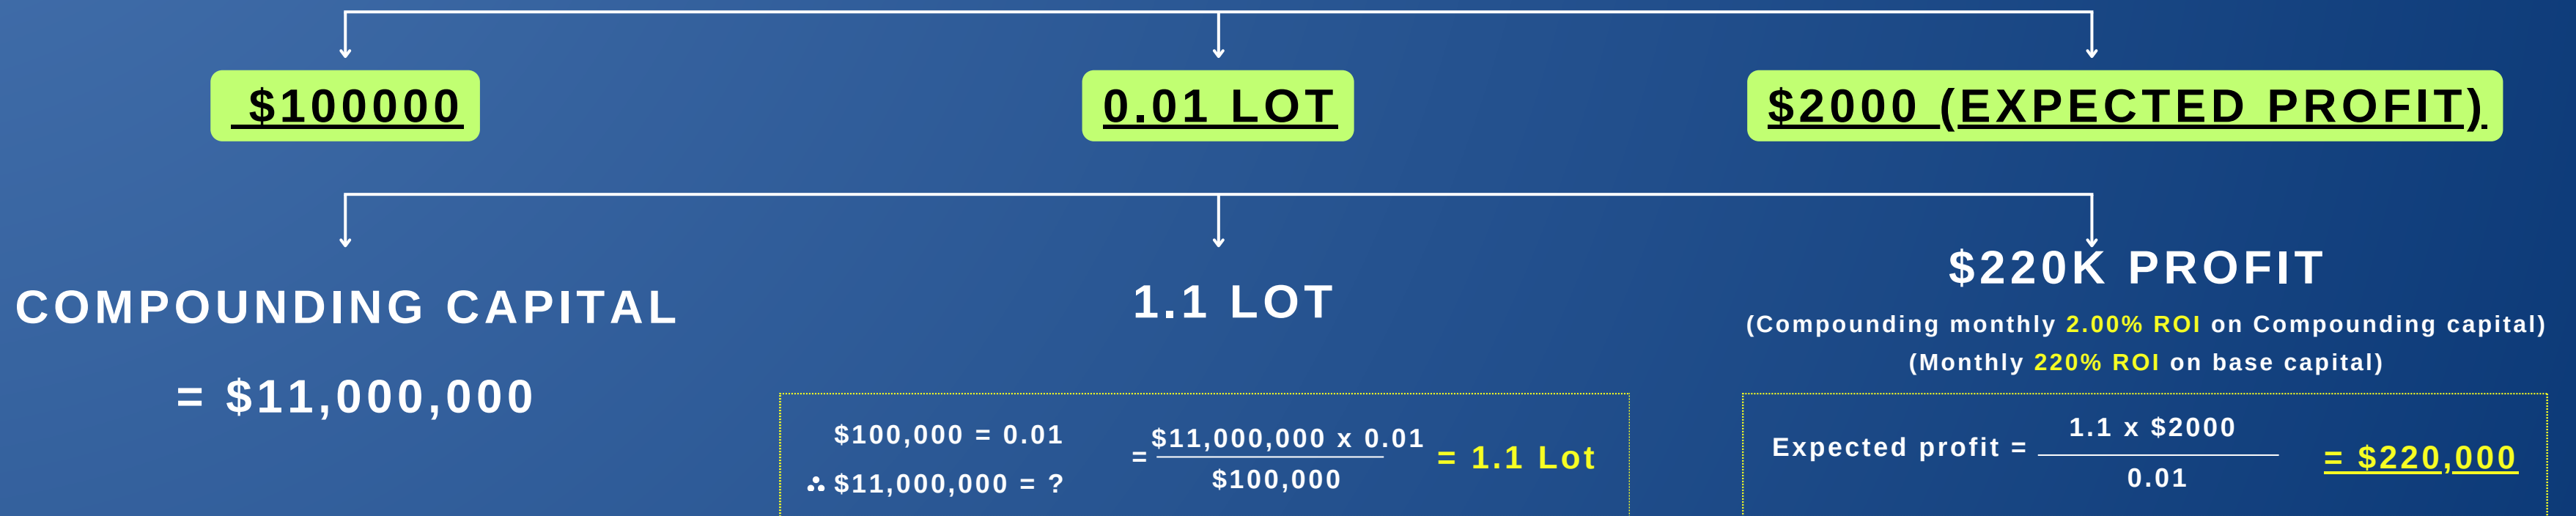 $100000
0.01 LOT
$2000 (EXPECTED PROFIT)
COMPOUNDING CAPITAL
= $11,000,000
1.1 LOT
$220K PROFIT
(Compounding monthly 2.00% ROI on Compounding capital)
(Monthly 220% ROI on base capital)
$100,000 = 0.01
∴ $11,000,000 = ?
= $11,000,000 x 0.01
$100,000
= 1.1 Lot
Expected profit =
1.1 x $2000
0.01
= $220,000